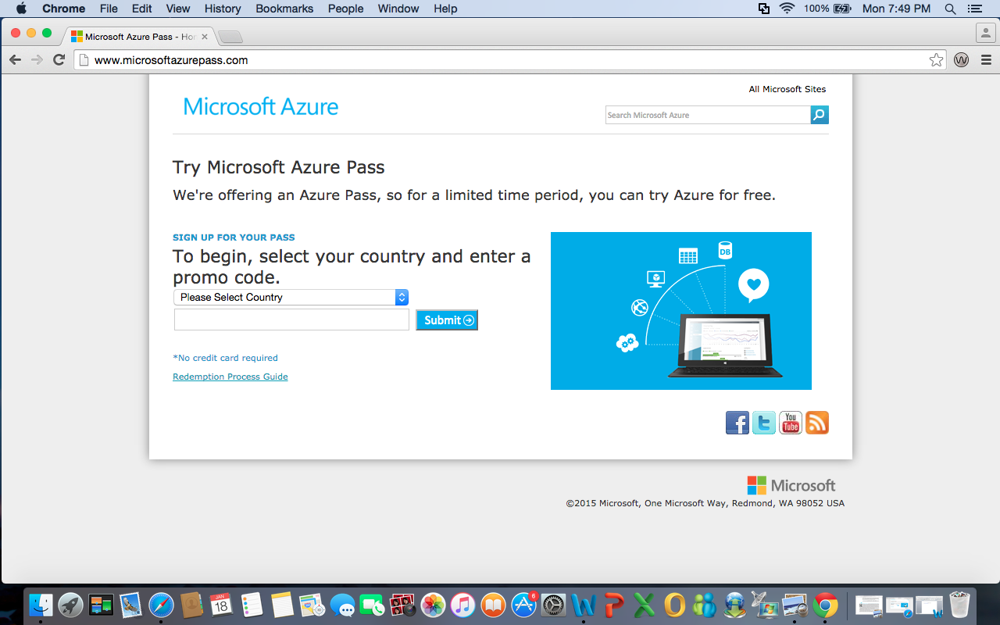 Chrome File Edit View History Bookmarks People Window Help 100% Mon 7:49 PM
Microsoft Azure Pass - Ho
www.microsoftazurepass.com
All Microsoft Sites
Microsoft Azure
Search Microsoft Azure
Try Microsoft Azure Pass
We're offering an Azure Pass, so for a limited time period, you can try Azure for free.
SIGN UP FOR YOUR PASS
To begin, select your country and enter a
promo code.
Please Select Country
Submit
*No credit card required
Redemption Process Guide
DB
You
Tube
Microsoft
©2015 Microsoft, One Microsoft Way, Redmond, WA 98052 USA
JAN
18
6